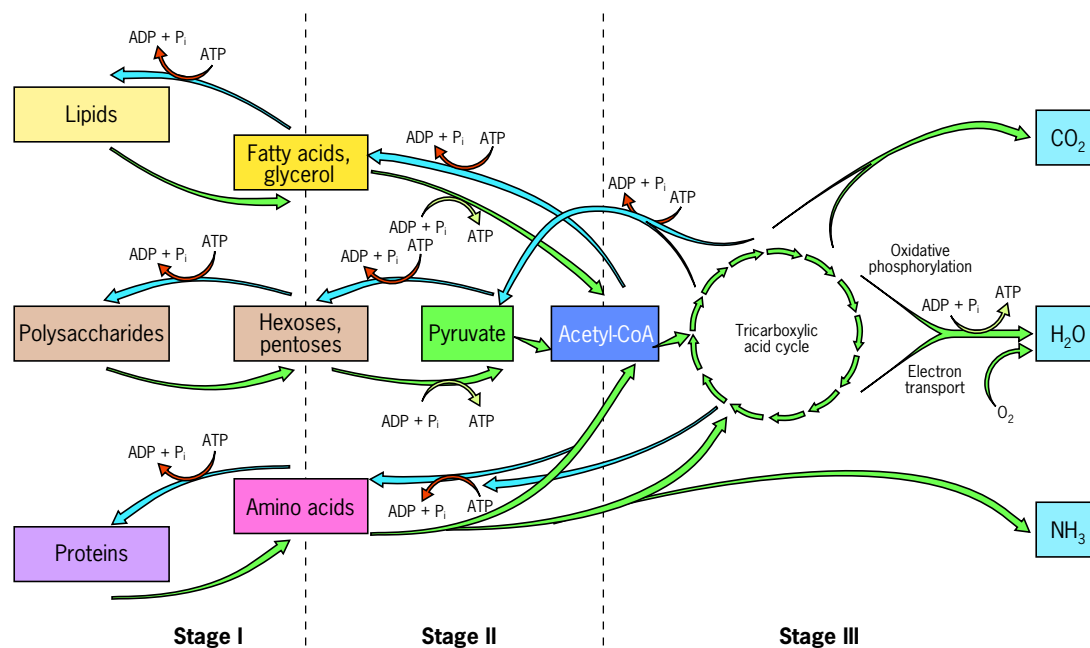 ADP + Pi
ATP
Lipids
Fatty acids,
glycerol
ADP + Pi
ATP
CO2
ADP + Pi
ATP
ADP + Pi
ATP
ADP + Pi
ATP
ADP + Pi
ATP
Oxidative
phosphorylation
ADP + Pi
ATP
Polysaccharides
Hexoses,
pentoses
Pyruvate
Acetyl-CoA
Tricarboxylic
acid cycle
H2O
Electron
transport
O2
ADP + Pi
ATP
ADP + Pi
ATP
Amino acids
ADP + Pi
ATP
Proteins
NH3
Stage I
Stage II
Stage III